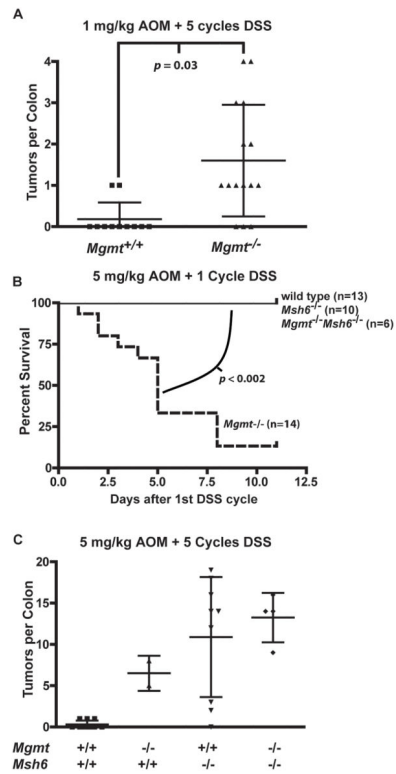 A
1 mg/kg AOM + 5 cycles DSS
p = 0.03
Tumors per Colon
4
3
2
1
0
Mgmt+/+
Mgmt-/-
5 mg/kg AOM + 1 Cycle DSS
B
wild type (n=13)
Msh6-/- (n=10)
Mgmt-/-Msh6-/- (n=6)
Percent Survival
100
75
50
25
0
p < 0.002
Mgmt-/- (n=14)
0.0 2.5 5.0 7.5 10.0 12.5
Days after 1st DSS cycle
C
5 mg/kg AOM + 5 Cycles DSS
Tumors per Colon
20
15
10
5
0
Mgmt +/+ -/- +/+ -/-
Msh6 +/+ +/+ -/- -/-